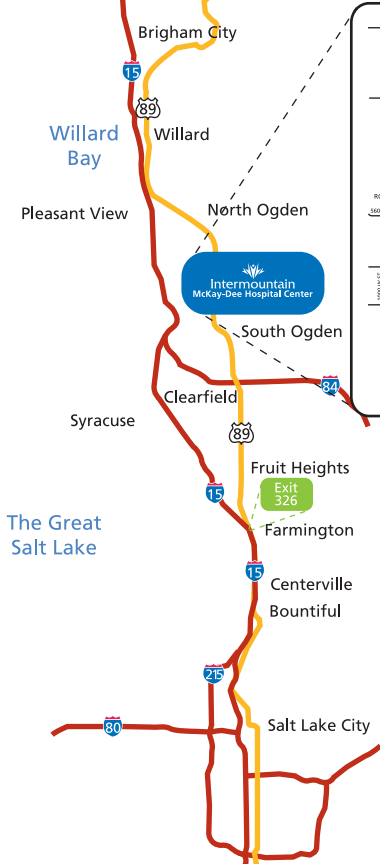 Brigham City
15
89
Willard
Bay
Willard
Pleasant View
North Ogden
Intermountain
McKay-Dee Hospital Center
South Ogden
84
Clearfield
Syracuse
89
Fruit Heights
15
Exit
326
Farmington
The Great
Salt Lake
15
Centerville
Bountiful
215
Salt Lake City
80